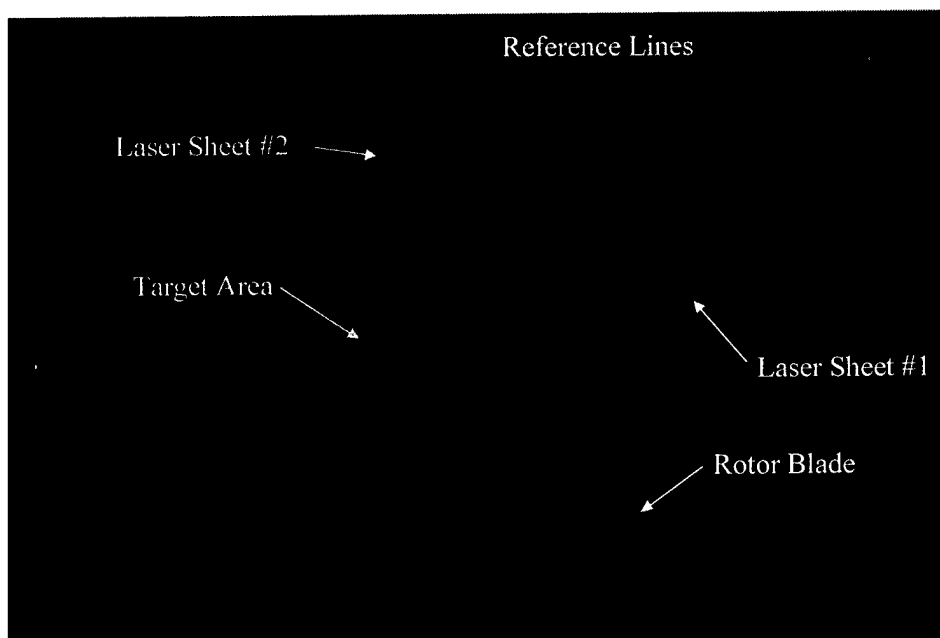 Reference Lines
Laser Sheet #2
Target Area
Laser Sheet #1
Rotor Blade